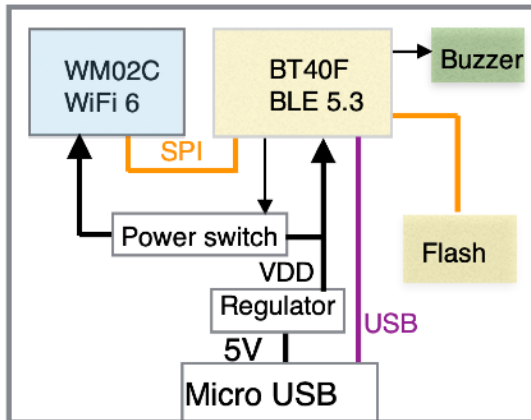 WM02C
WiFi 6
BT40F
BLE 5.3
Buzzer
SPI
Power switch
Flash
VDD
Regulator
USB
5V
Micro USB